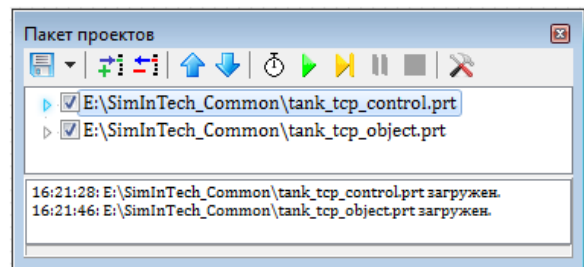 Пакет проектов
E:\SimInTech_Common\tank_tcp_control.prt
E:\SimInTech_Common\tank_tcp_object.prt
16:21:28: E:\SimInTech_Common\tank_tcp_control.prt загружен.
16:21:46: E:\SimInTech_Common\tank_tcp_object.prt загружен.